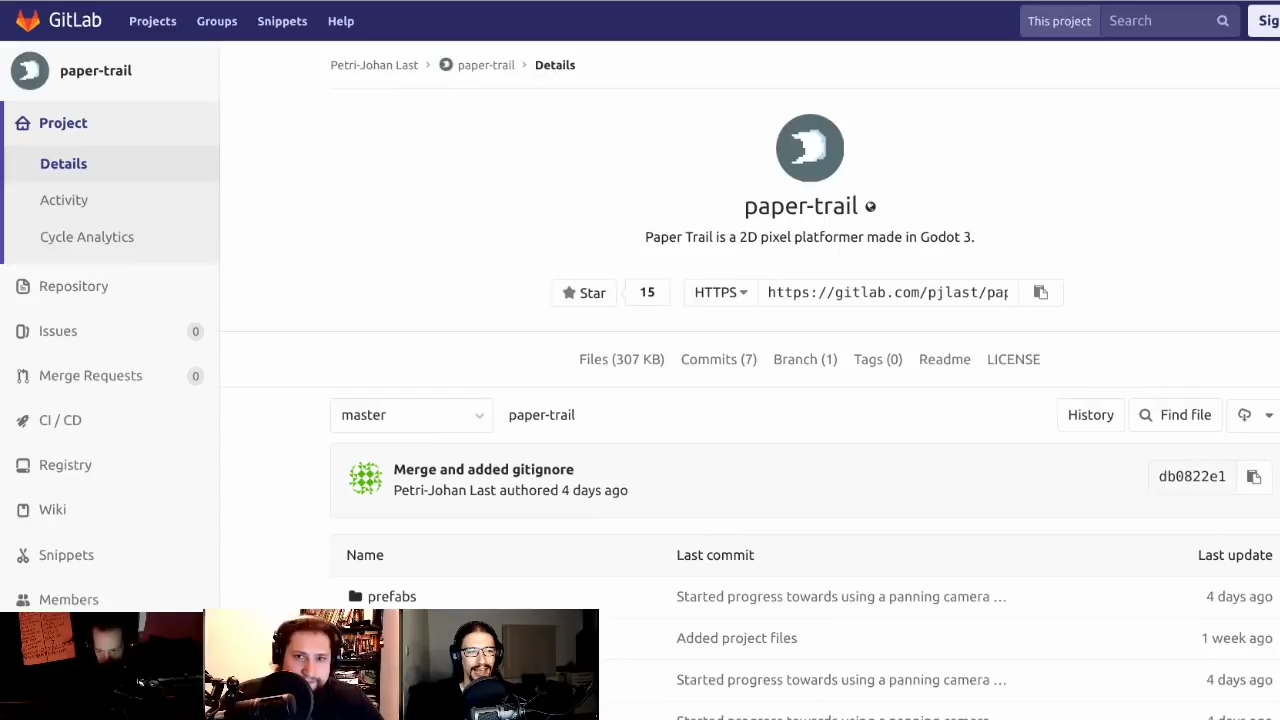 GitLab Projects Groups Snippets Help This project Search Sig
paper-trail
Petri-Johan Last › paper-trail › Details
Project
Details
Activity
Cycle Analytics
Repository
Issues 0
Merge Requests 0
CI / CD
Registry
Wiki
Snippets
Members
paper-trail
Paper Trail is a 2D pixel platformer made in Godot 3.
Star 15 HTTPS https://gitlab.com/pjlast/pap
Files (307 KB) Commits (7) Branch (1) Tags (0) Readme LICENSE
master paper-trail History Find file
Merge and added gitignore
Petri-Johan Last authored 4 days ago
db0822e1
Name Last commit Last update
prefabs Started progress towards using a panning camera … 4 days ago
Added project files 1 week ago
Started progress towards using a panning camera … 4 days ago